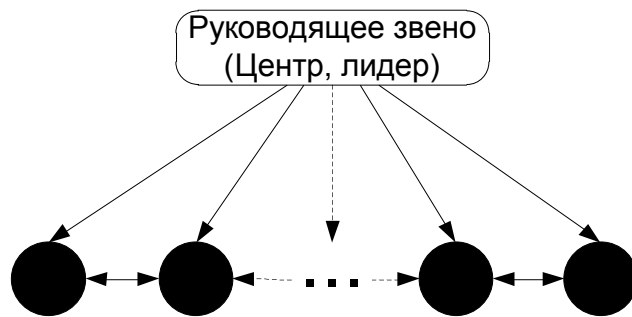 Руководящее звено
(Центр, лидер)
. . .